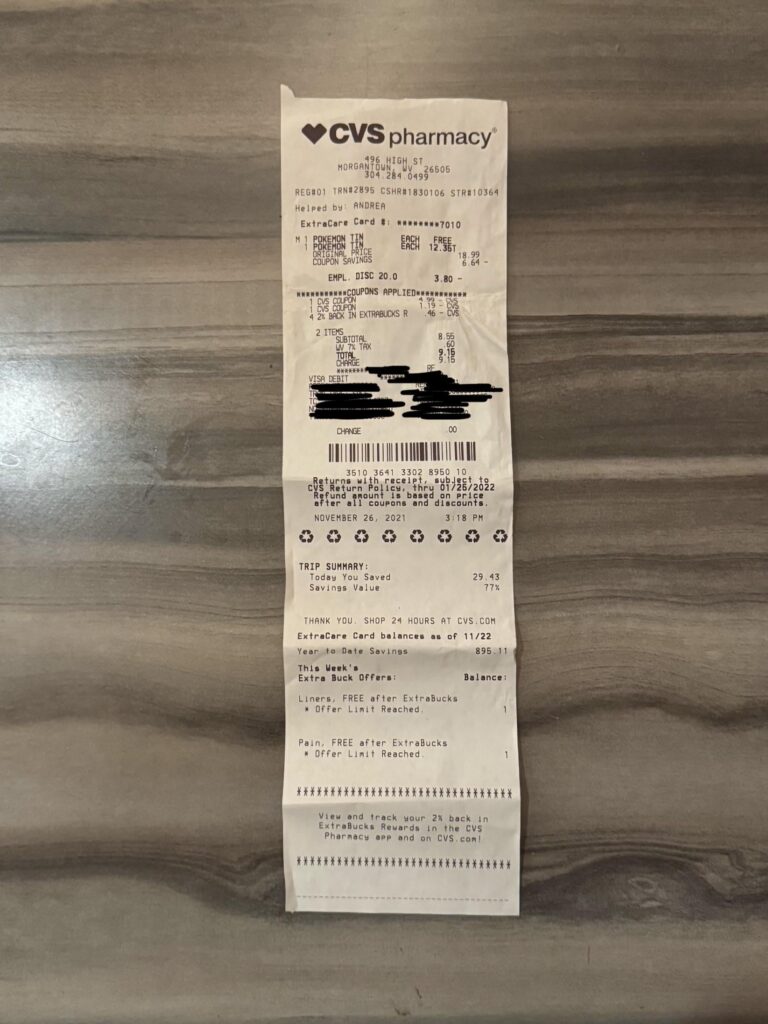 CVS pharmacy®
496 HIGH ST
MORGANTOWN, WV 26505
304.284.0499
REG#01 TRN#2895 CSHR#1830106 STR#10364
Helped by: ANDREA
ExtraCare Card #: ********7010
M 1 POKEMON TIN EACH FREE
1 POKEMON TIN EACH 12.35T
ORIGINAL PRICE 18.99
COUPON SAVINGS 6.64 -
EMPL. DISC 20.0 3.80 -
**********COUPONS APPLIED**********
1 CVS COUPON 4.99 - CVS
1 CVS COUPON 1.19 - CVS
4 2% BACK IN EXTRABUCKS R .46 - CVS
2 ITEMS
SUBTOTAL 8.55
WV 7% TAX .60
TOTAL 9.15
CHARGE 9.15
RF
VISA DEBIT
CHANGE .00
3510 3641 3302 8950 10
Returns with receipt, subject to
CVS Return Policy, thru 01/25/2022
Refund amount is based on price
after all coupons and discounts.
NOVEMBER 26, 2021 3:18 PM
TRIP SUMMARY:
Today You Saved 29.43
Savings Value 77%
THANK YOU. SHOP 24 HOURS AT CVS.COM
ExtraCare Card balances as of 11/22
Year to Date Savings 895.11
This Week's
Extra Buck Offers: Balance:
Liners, FREE after ExtraBucks
* Offer Limit Reached. 1
Pain, FREE after ExtraBucks
* Offer Limit Reached. 1
********************************
View and track your 2% back in
ExtraBucks Rewards in the CVS
Pharmacy app and on CVS.com!
********************************